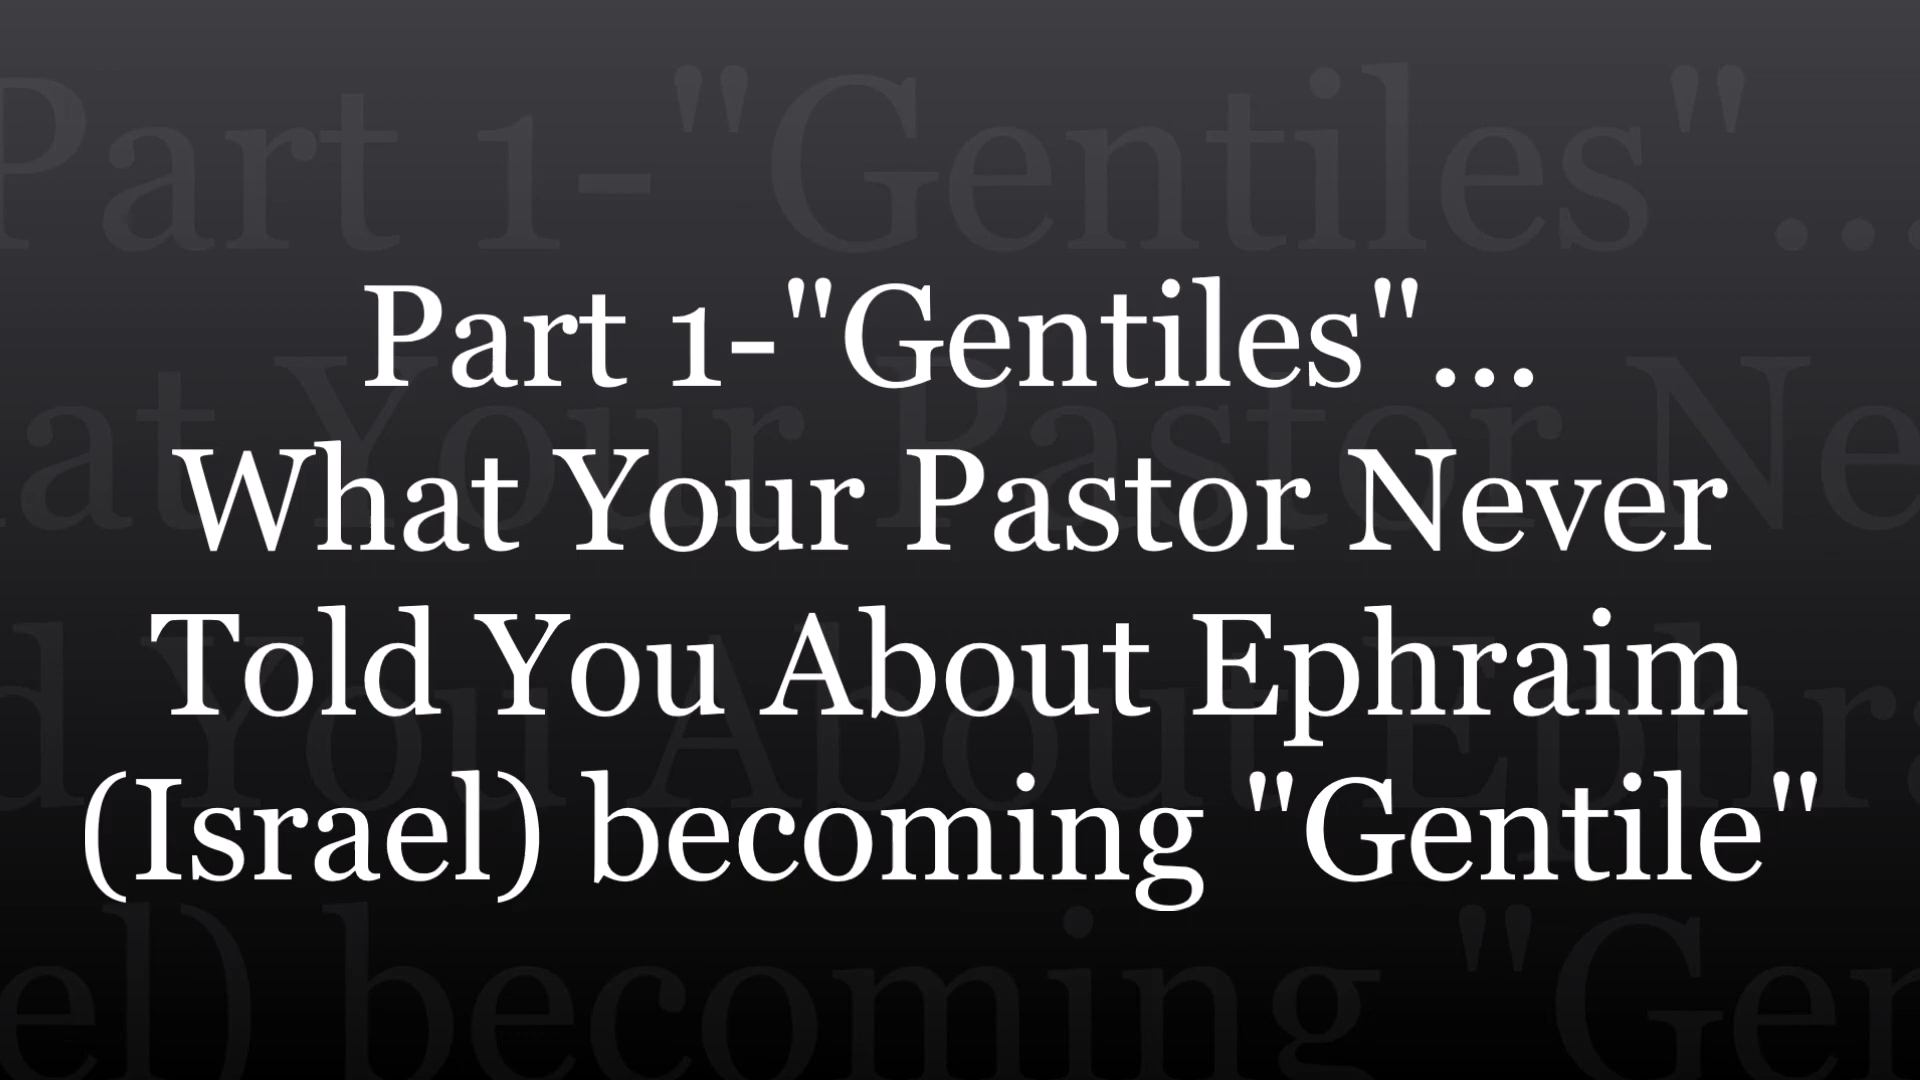 Part 1-"Gentiles"...
What Your Pastor Never
Told You About Ephraim
(Israel) becoming "Gentile"